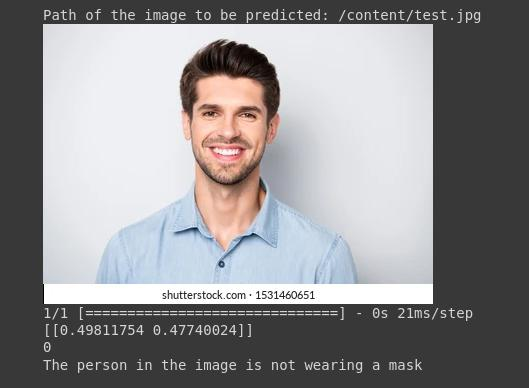 Path of the image to be predicted: /content/test.jpg
shutterstock.com · 1531460651
1/1 [==============================] - 0s 21ms/step
[[0.49811754 0.47740024]]
0
The person in the image is not wearing a mask